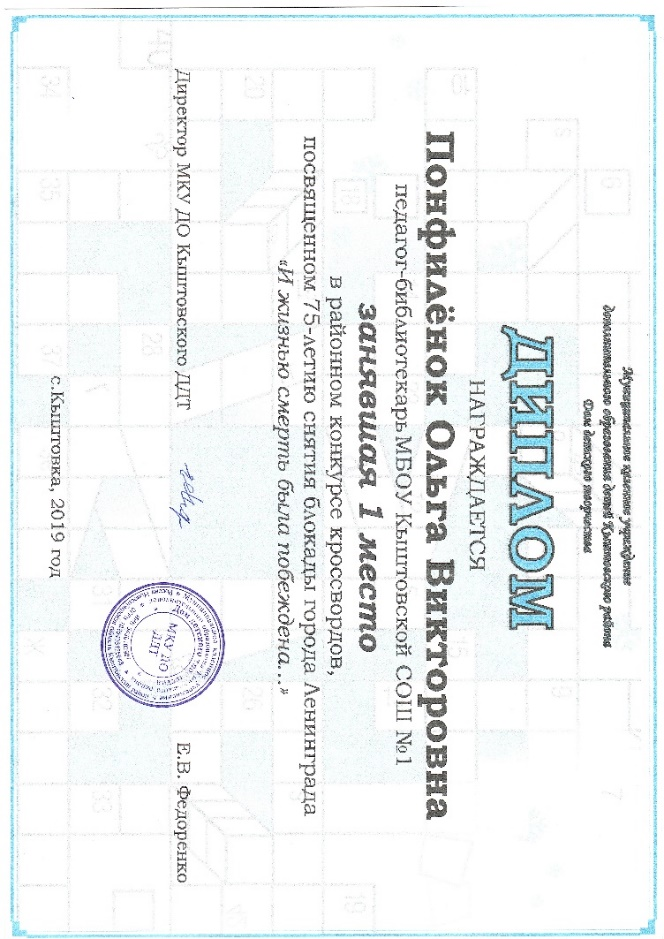 Муниципальное казенное учреждение
дополнительного образования детей Кыштовского района
Дом детского творчества
ДИПЛОМ
НАГРАЖДАЕТСЯ
Понфилёнок Ольга Викторовна
педагог-библиотекарь МБОУ Кыштовской СОШ №1
занявшая 1 место
в районном конкурсе кроссвордов,
посвященном 75-летию снятия блокады города Ленинграда
«И жизнью смерть была побеждена...»
Директор МКУ ДО Кыштовского ДДТ
Е.В. Федоренко
МКУ ДО
ДДТ
с.Кыштовка, 2019 год